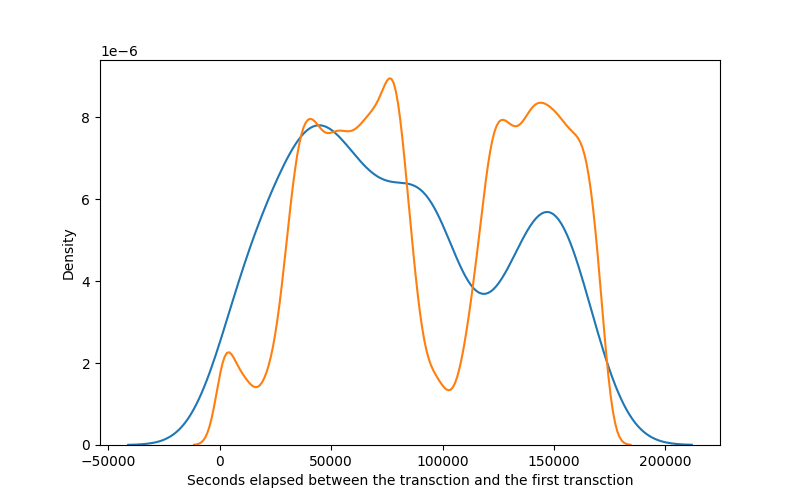 1e−6
8
6
4
2
0
Density
−50000 0 50000 100000 150000 200000
Seconds elapsed between the transction and the first transction